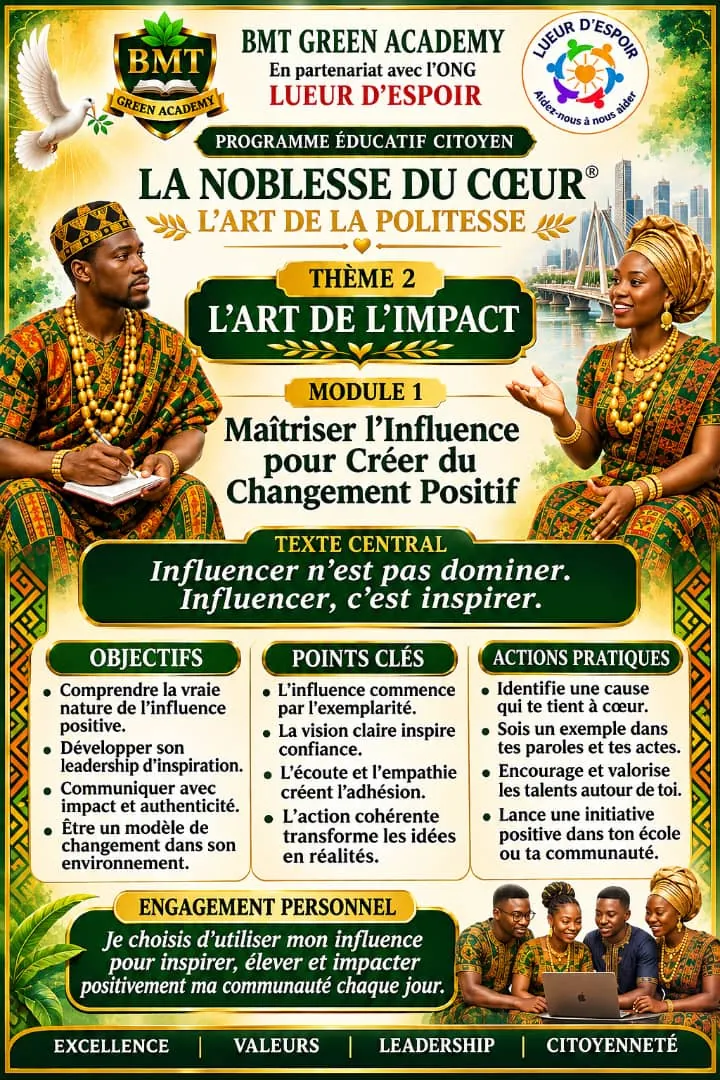 BMT
GREEN ACADEMY
BMT GREEN ACADEMY
En partenariat avec l'ONG
LUEUR D'ESPOIR
LUEUR D'ESPOIR
Aidez-nous à nous aider
PROGRAMME ÉDUCATIF CITOYEN
LA NOBLESSE DU CŒUR®
L'ART DE LA POLITESSE
THÈME 2
L'ART DE L'IMPACT
MODULE 1
Maîtriser l'Influence
pour Créer du
Changement Positif
TEXTE CENTRAL
Influencer n'est pas dominer.
Influencer, c'est inspirer.
OBJECTIFS
• Comprendre la vraie
nature de l'influence
positive.
• Développer son
leadership d'inspiration.
• Communiquer avec
impact et authenticité.
• Être un modèle de
changement dans son
environnement.
POINTS CLÉS
• L'influence commence
par l'exemplarité.
• La vision claire inspire
confiance.
• L'écoute et l'empathie
créent l'adhésion.
• L'action cohérente
transforme les idées
en réalités.
ACTIONS PRATIQUES
• Identifie une cause
qui te tient à cœur.
• Sois un exemple dans
tes paroles et tes actes.
• Encourage et valorise
les talents autour de toi.
• Lance une initiative
positive dans ton école
ou ta communauté.
ENGAGEMENT PERSONNEL
Je choisis d'utiliser mon influence
pour inspirer, élever et impacter
positivement ma communauté chaque jour.
EXCELLENCE | VALEURS | LEADERSHIP | CITOYENNETÉ